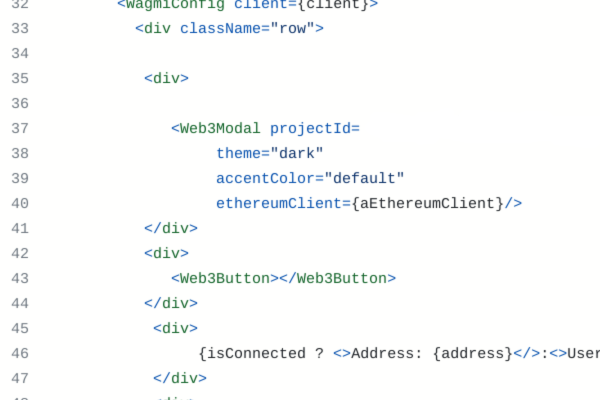 32 <WagmiConfig client={client}>
33 <div className="row">
34
35 <div>
36
37 <Web3Modal projectId=
38 theme="dark"
39 accentColor="default"
40 ethereumClient={aEthereumClient}/>
41 </div>
42 <div>
43 <Web3Button></Web3Button>
44 </div>
45 <div>
46 {isConnected ? <>Address: {address}</>:<>User
47 </div>
48 <div>